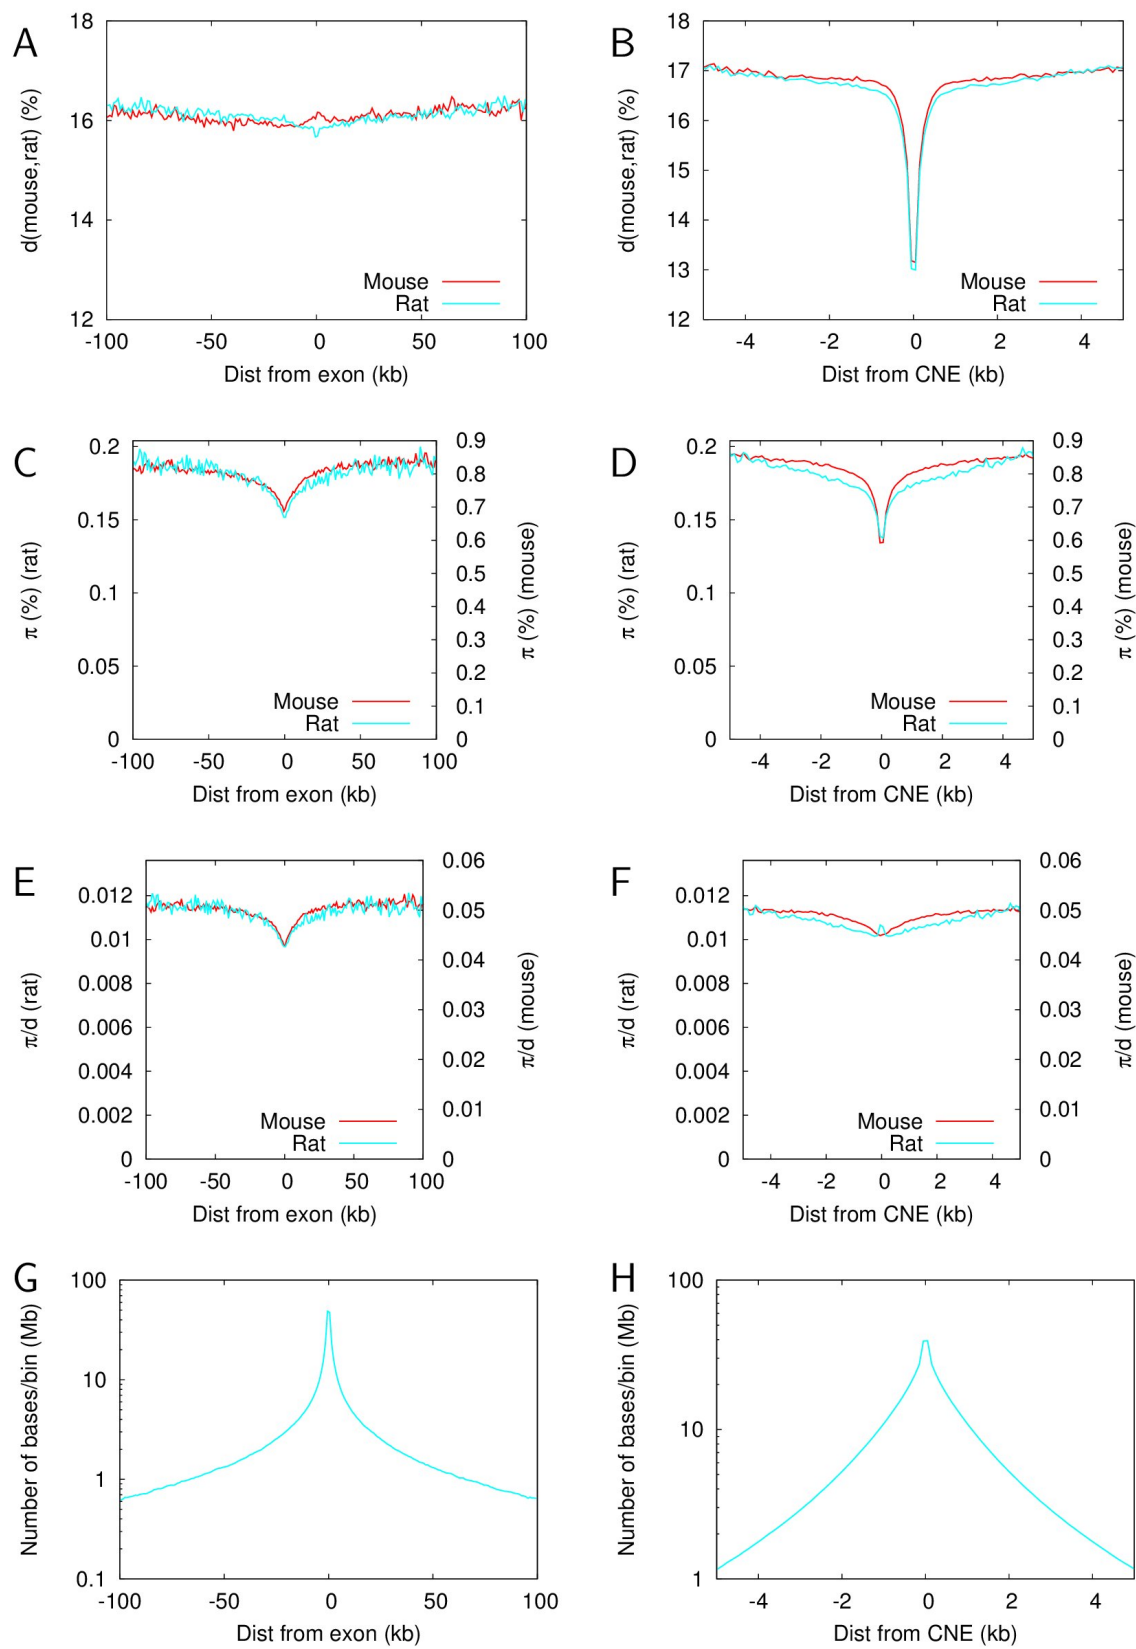 A
18
16
14
12
d(mouse,rat) (%)
Mouse
Rat
-100 -50 0 50 100
Dist from exon (kb)
B
18
17
16
15
14
13
12
d(mouse,rat) (%)
Mouse
Rat
-4 -2 0 2 4
Dist from CNE (kb)
C
0.2
0.15
0.1
0.05
0
π (%) (rat)
0.9
0.8
0.7
0.6
0.5
0.4
0.3
0.2
0.1
0
π (%) (mouse)
Mouse
Rat
-100 -50 0 50 100
Dist from exon (kb)
D
0.2
0.15
0.1
0.05
0
π (%) (rat)
0.9
0.8
0.7
0.6
0.5
0.4
0.3
0.2
0.1
0
π (%) (mouse)
Mouse
Rat
-4 -2 0 2 4
Dist from CNE (kb)
E
0.012
0.01
0.008
0.006
0.004
0.002
0
π/d (rat)
0.06
0.05
0.04
0.03
0.02
0.01
0
π/d (mouse)
Mouse
Rat
-100 -50 0 50 100
Dist from exon (kb)
F
0.012
0.01
0.008
0.006
0.004
0.002
0
π/d (rat)
0.06
0.05
0.04
0.03
0.02
0.01
0
π/d (mouse)
Mouse
Rat
-4 -2 0 2 4
Dist from CNE (kb)
G
100
10
1
0.1
Number of bases/bin (Mb)
-100 -50 0 50 100
Dist from exon (kb)
H
100
10
1
Number of bases/bin (Mb)
-4 -2 0 2 4
Dist from CNE (kb)